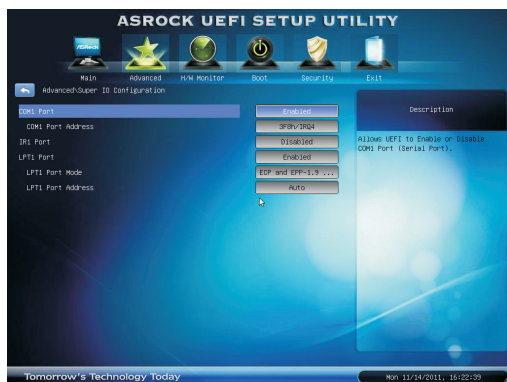 ASROCK UEFI SETUP UTILITY
ASRock
Main Advanced H/W Monitor Boot Security Exit
Advanced\Super IO Configuration
COM1 Port Enabled
COM1 Port Address 3F8h/IRQ4
IR1 Port Disabled
LPT1 Port Enabled
LPT1 Port Mode ECP and EPP-1.9 ...
LPT1 Port Address Auto
Description
Allows UEFI to Enable or Disable
COM1 Port (Serial Port).
Tomorrow's Technology Today
Mon 11/14/2011, 16:22:39